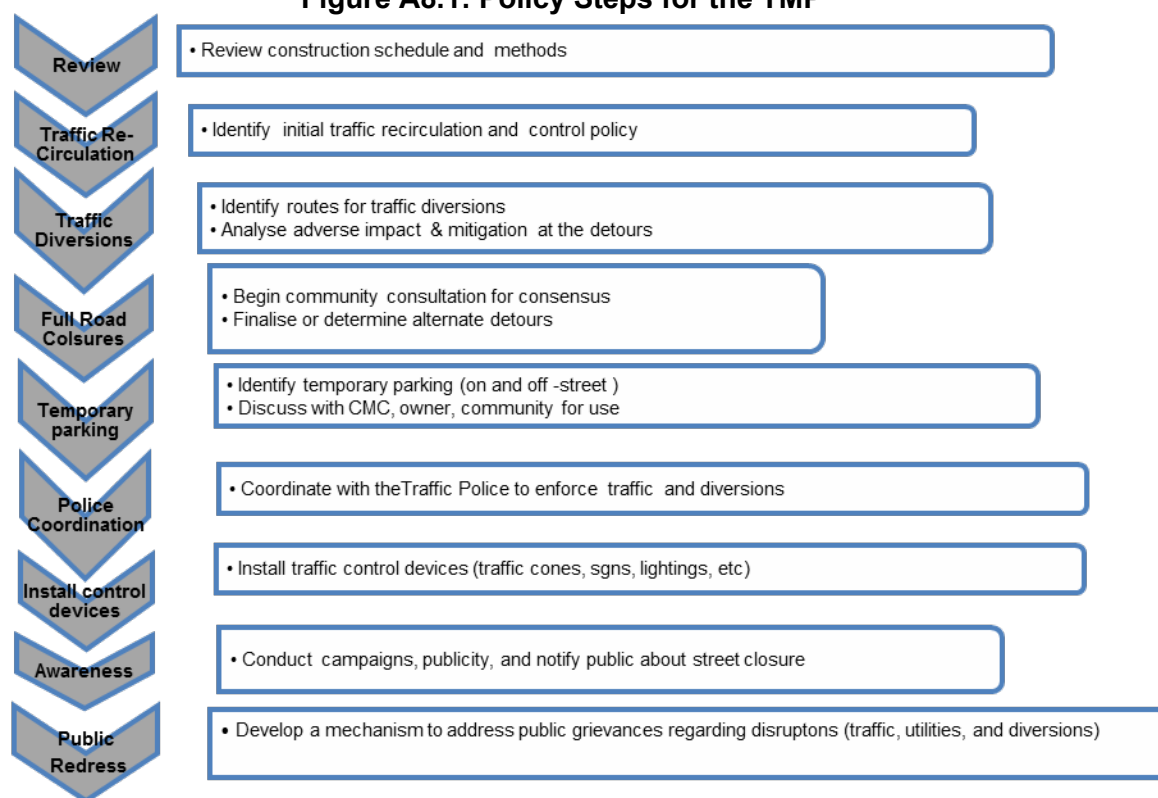 Figure A8.1: Policy Steps for the TMP
Review
• Review construction schedule and methods
Traffic Re-
Circulation
• Identify initial traffic recirculation and control policy
Traffic
Diversions
• Identify routes for traffic diversions
• Analyse adverse impact & mitigation at the detours
Full Road
Colsures
• Begin community consultation for consensus
• Finalise or determine alternate detours
Temporary
parking
• Identify temporary parking (on and off -street )
• Discuss with CMC, owner, community for use
Police
Coordination
• Coordinate with theTraffic Police to enforce traffic and diversions
Install control
devices
• Install traffic control devices (traffic cones, sgns, lightings, etc)
Awareness
• Conduct campaigns, publicity, and notify public about street closure
Public
Redress
• Develop a mechanism to address public grievances regarding disruptons (traffic, utilities, and diversions)